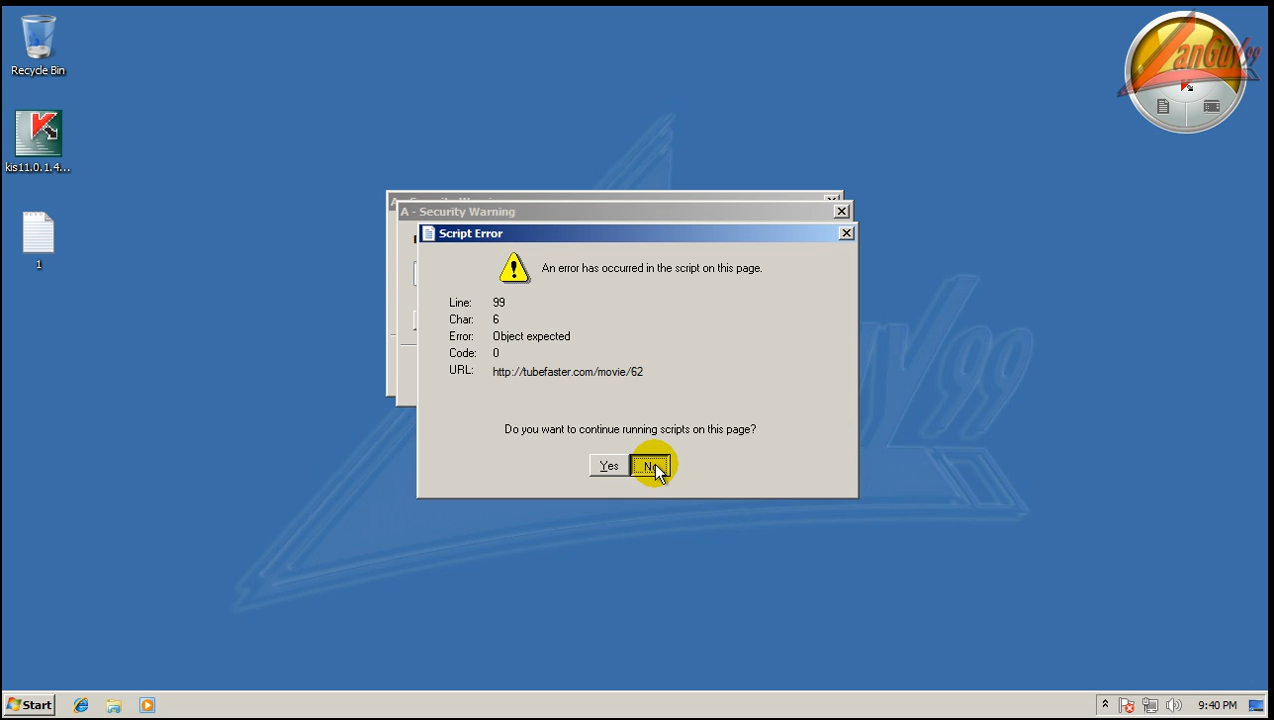 Recycle Bin
kis11.0.1.4...
1
anGuy99
A - Security Warning
Script Error
An error has occurred in the script on this page.
Line: 99
Char: 6
Error: Object expected
Code: 0
URL: http://tubefaster.com/movie/62
Do you want to continue running scripts on this page?
Yes No
Start
9:40 PM